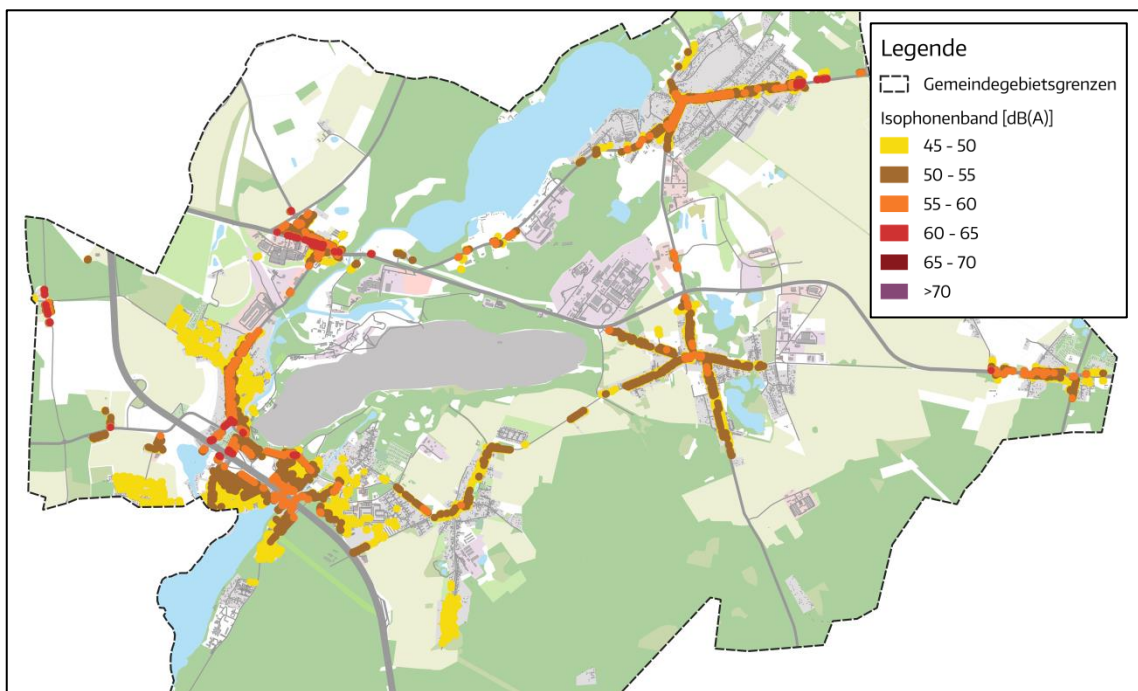 Legende
Gemeindegebietsgrenzen
Isophonenband [dB(A)]
45 - 50
50 - 55
55 - 60
60 - 65
65 - 70
>70